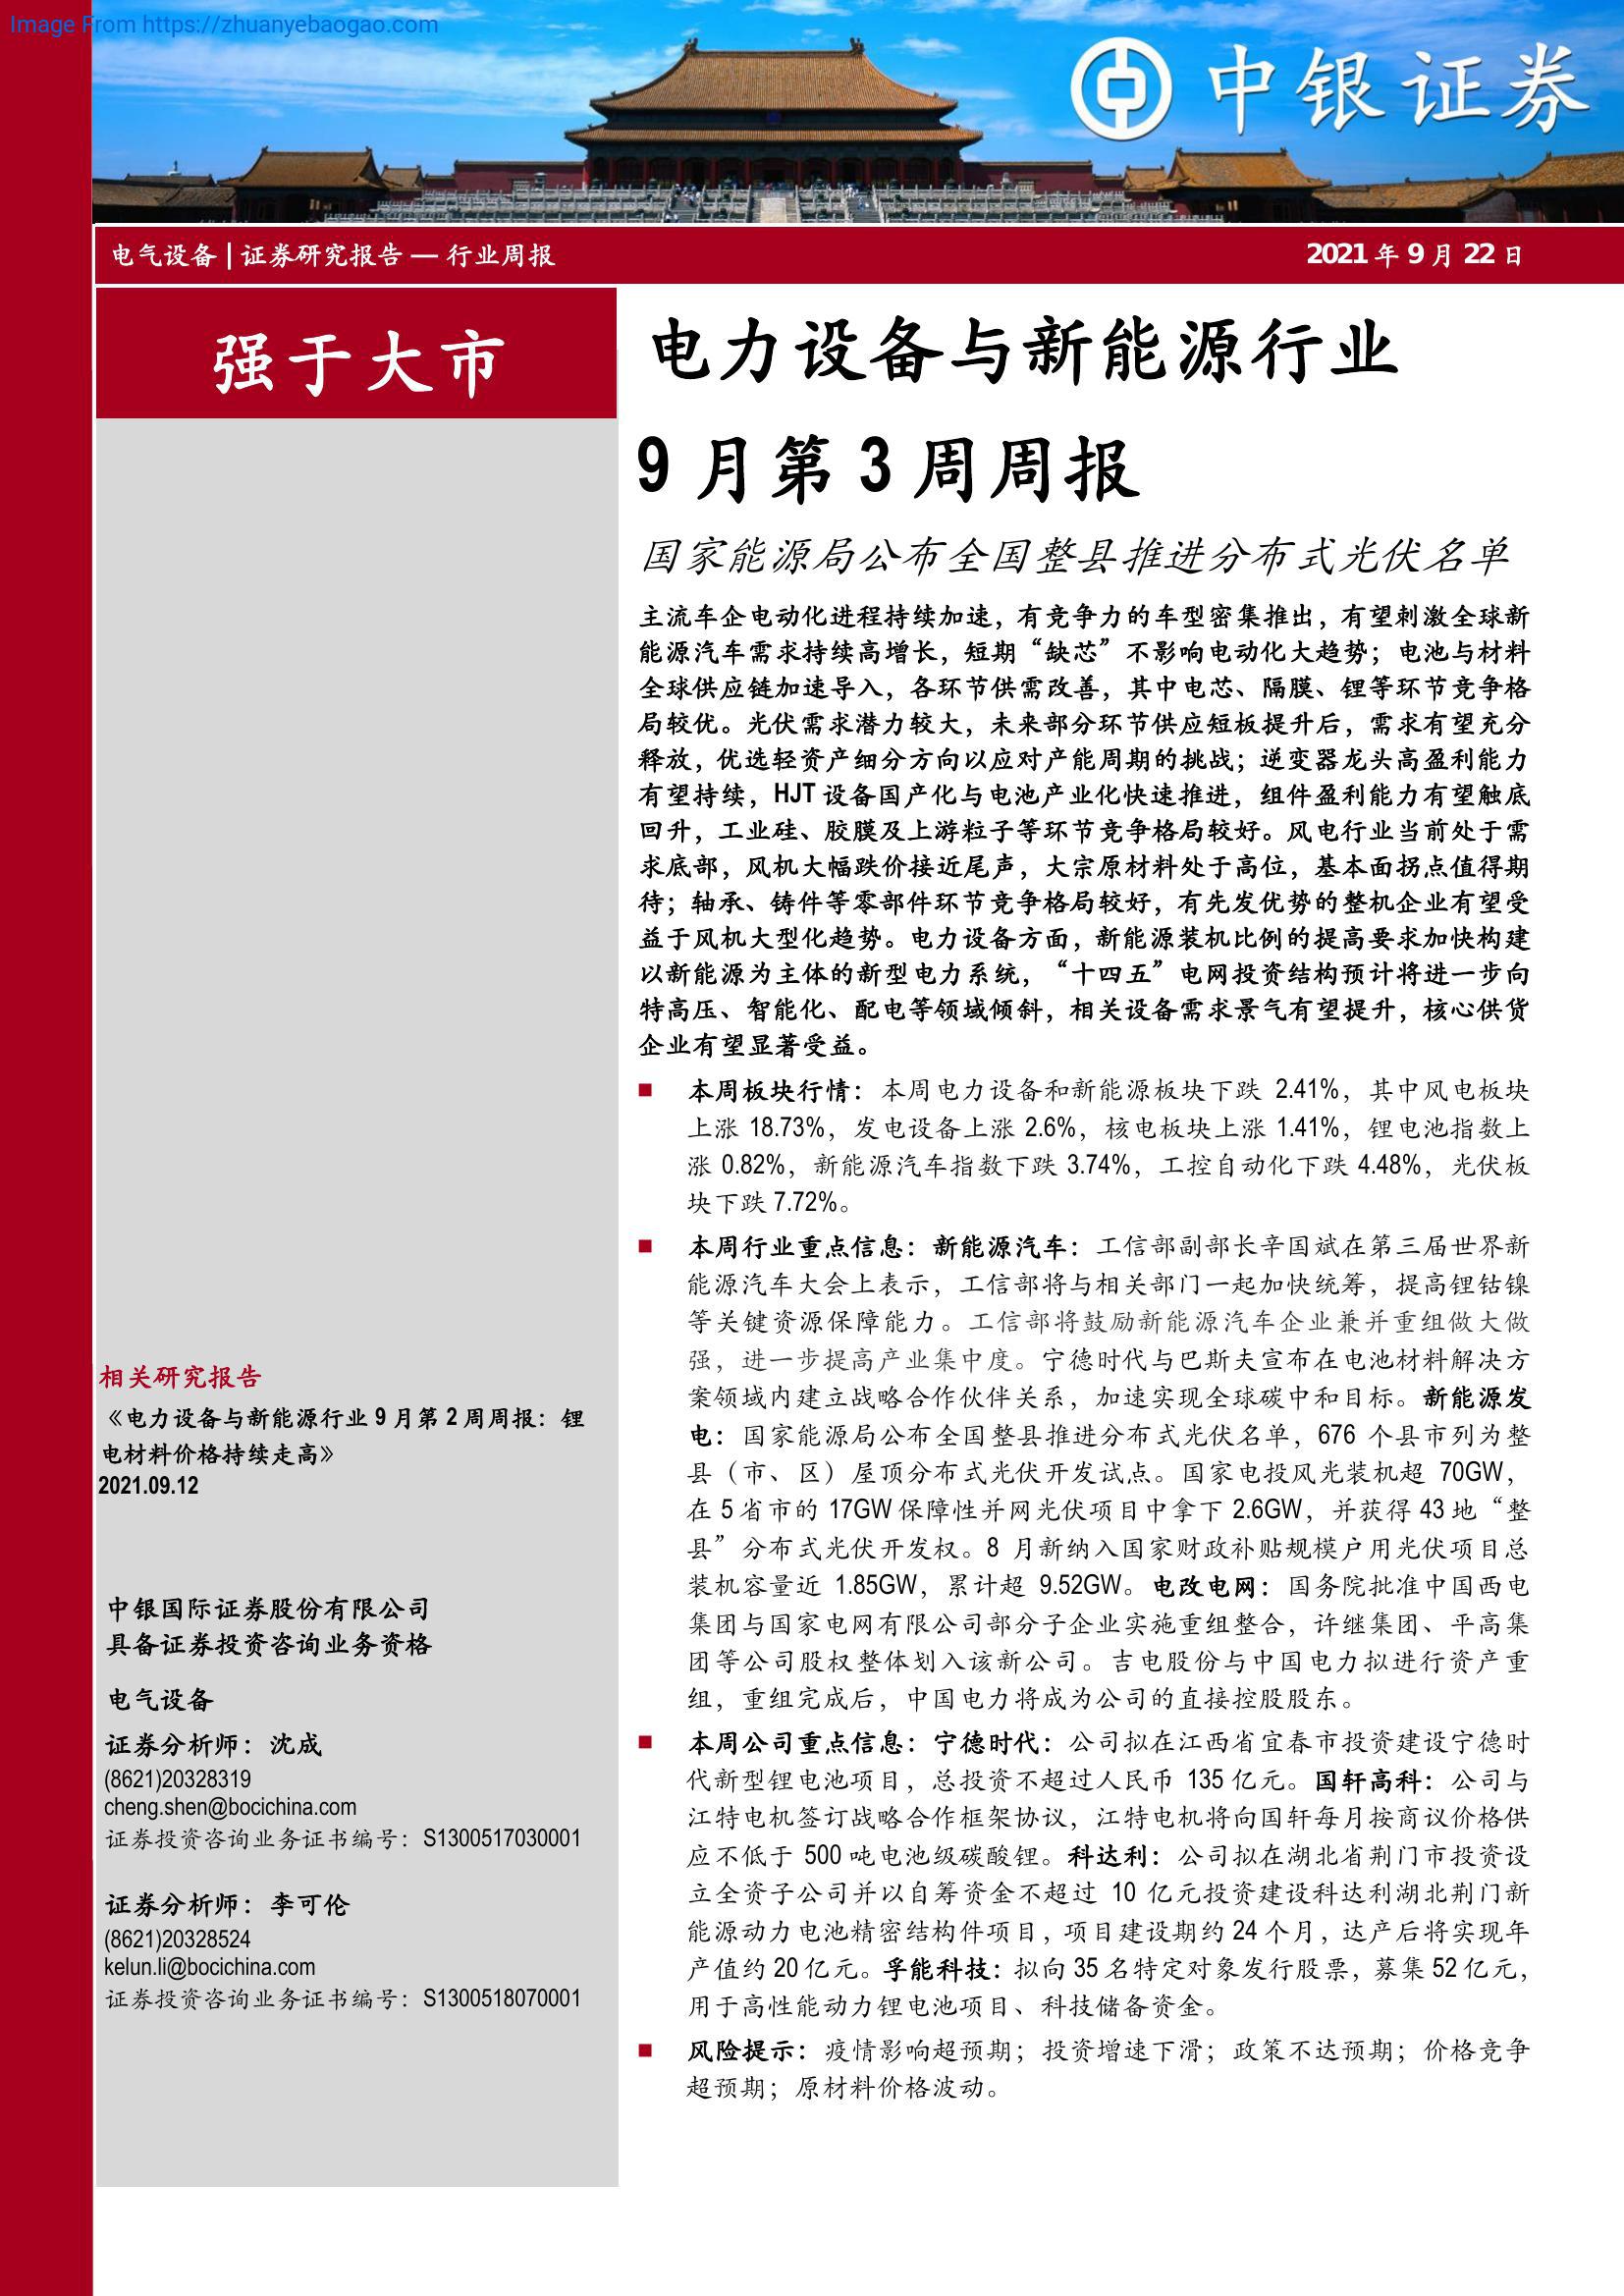 Image From https://zhuanyebaogao.com
中银证券
电气设备 | 证券研究报告 — 行业周报
2021 年 9 月 22 日
强于大市
相关研究报告
《电力设备与新能源行业 9 月第 2 周周报：锂
电材料价格持续走高》
2021.09.12
中银国际证券股份有限公司
具备证券投资咨询业务资格
电气设备
证券分析师：沈成
(8621)20328319
cheng.shen@bocichina.com
证券投资咨询业务证书编号：S1300517030001
证券分析师：李可伦
(8621)20328524
kelun.li@bocichina.com
证券投资咨询业务证书编号：S1300518070001
电力设备与新能源行业
9 月第 3 周周报
国家能源局公布全国整县推进分布式光伏名单
主流车企电动化进程持续加速，有竞争力的车型密集推出，有望刺激全球新
能源汽车需求持续高增长，短期“缺芯”不影响电动化大趋势；电池与材料
全球供应链加速导入，各环节供需改善，其中电芯、隔膜、锂等环节竞争格
局较优。光伏需求潜力较大，未来部分环节供应短板提升后，需求有望充分
释放，优选轻资产细分方向以应对产能周期的挑战；逆变器龙头高盈利能力
有望持续，HJT 设备国产化与电池产业化快速推进，组件盈利能力有望触底
回升，工业硅、胶膜及上游粒子等环节竞争格局较好。风电行业当前处于需
求底部，风机大幅跌价接近尾声，大宗原材料处于高位，基本面拐点值得期
待；轴承、铸件等零部件环节竞争格局较好，有先发优势的整机企业有望受
益于风机大型化趋势。电力设备方面，新能源装机比例的提高要求加快构建
以新能源为主体的新型电力系统，“十四五”电网投资结构预计将进一步向
特高压、智能化、配电等领域倾斜，相关设备需求景气有望提升，核心供货
企业有望显著受益。
■ 本周板块行情：本周电力设备和新能源板块下跌 2.41%，其中风电板块
上涨 18.73%，发电设备上涨 2.6%，核电板块上涨 1.41%，锂电池指数上
涨 0.82%，新能源汽车指数下跌 3.74%，工控自动化下跌 4.48%，光伏板
块下跌 7.72%。
■ 本周行业重点信息：新能源汽车：工信部副部长辛国斌在第三届世界新
能源汽车大会上表示，工信部将与相关部门一起加快统筹，提高锂钴镍
等关键资源保障能力。工信部将鼓励新能源汽车企业兼并重组做大做
强，进一步提高产业集中度。宁德时代与巴斯夫宣布在电池材料解决方
案领域内建立战略合作伙伴关系，加速实现全球碳中和目标。新能源发
电：国家能源局公布全国整县推进分布式光伏名单，676 个县市列为整
县（市、区）屋顶分布式光伏开发试点。国家电投风光装机超 70GW，
在 5 省市的 17GW 保障性并网光伏项目中拿下 2.6GW，并获得 43 地“整
县”分布式光伏开发权。8 月新纳入国家财政补贴规模户用光伏项目总
装机容量近 1.85GW，累计超 9.52GW。电改电网：国务院批准中国西电
集团与国家电网有限公司部分子企业实施重组整合，许继集团、平高集
团等公司股权整体划入该新公司。吉电股份与中国电力拟进行资产重
组，重组完成后，中国电力将成为公司的直接控股股东。
■ 本周公司重点信息：宁德时代：公司拟在江西省宜春市投资建设宁德时
代新型锂电池项目，总投资不超过人民币 135 亿元。国轩高科：公司与
江特电机签订战略合作框架协议，江特电机将向国轩每月按商议价格供
应不低于 500 吨电池级碳酸锂。科达利：公司拟在湖北省荆门市投资设
立全资子公司并以自筹资金不超过 10 亿元投资建设科达利湖北荆门新
能源动力电池精密结构件项目，项目建设期约 24 个月，达产后将实现年
产值约 20 亿元。孚能科技：拟向 35 名特定对象发行股票，募集 52 亿元，
用于高性能动力锂电池项目、科技储备资金。
■ 风险提示：疫情影响超预期；投资增速下滑；政策不达预期；价格竞争
超预期；原材料价格波动。